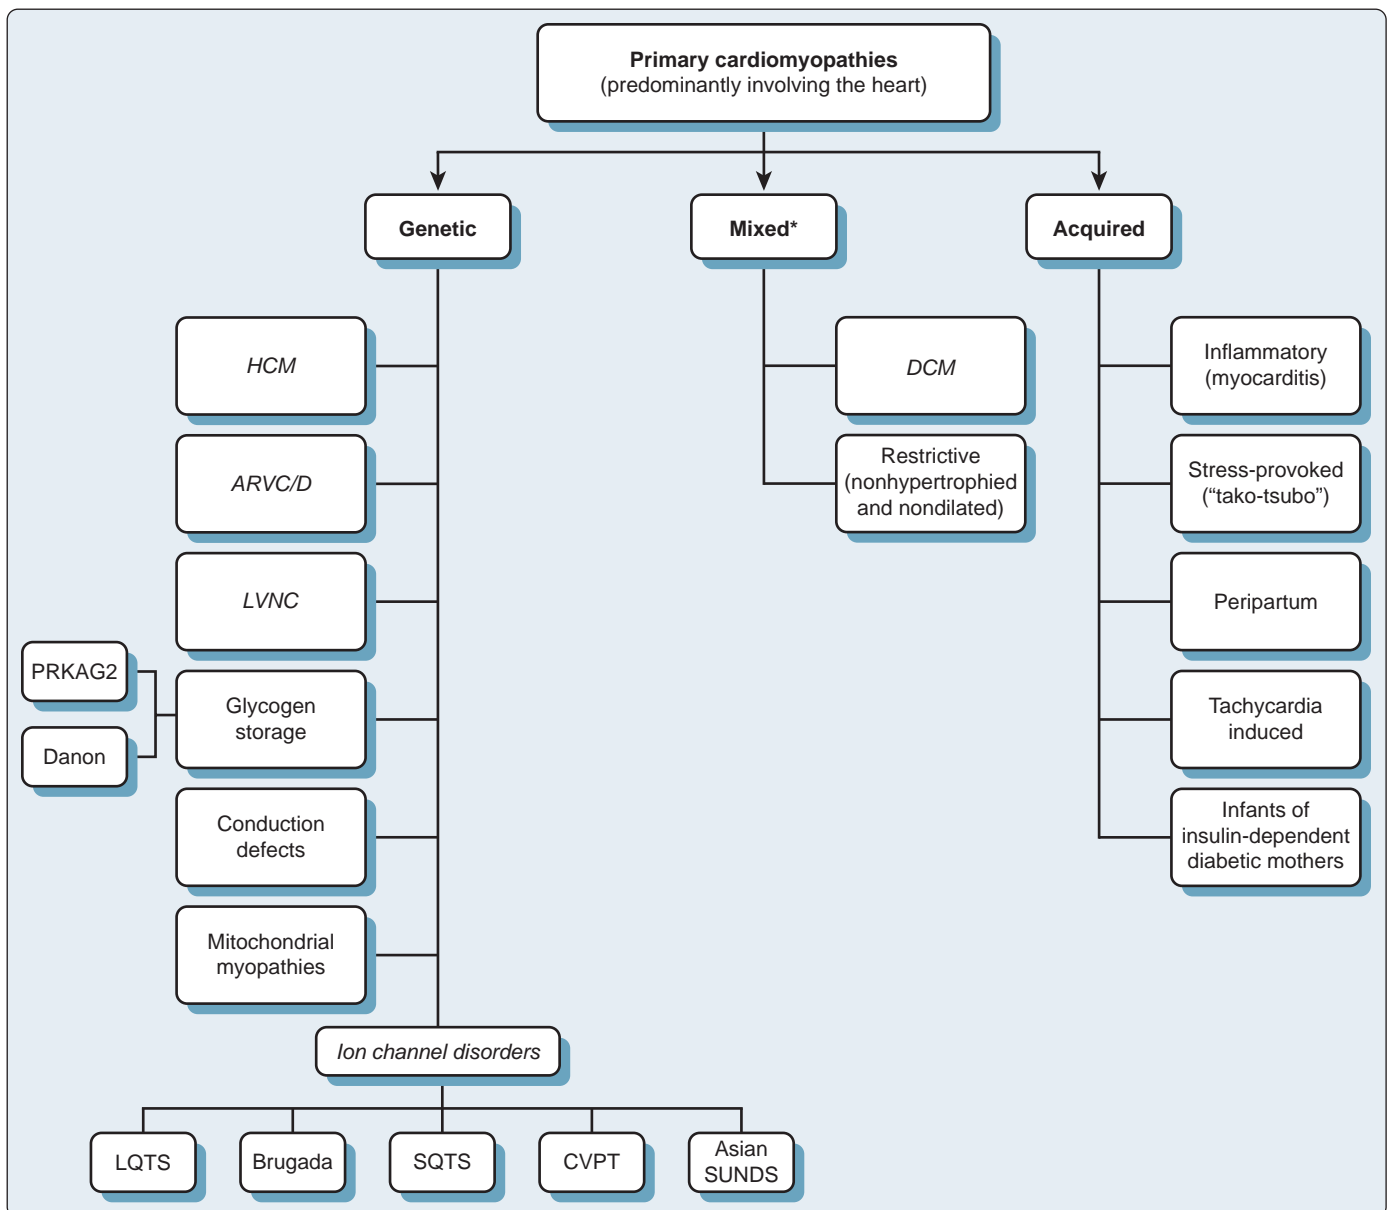 Primary cardiomyopathies
(predominantly involving the heart)
Genetic
Mixed*
Acquired
HCM
ARVC/D
LVNC
PRKAG2
Danon
Glycogen
storage
Conduction
defects
Mitochondrial
myopathies
Ion channel disorders
LQTS
Brugada
SQTS
CVPT
Asian
SUNDS
DCM
Restrictive
(nonhypertrophied
and nondilated)
Inflammatory
(myocarditis)
Stress-provoked
(“tako-tsubo”)
Peripartum
Tachycardia
induced
Infants of
insulin-dependent
diabetic mothers